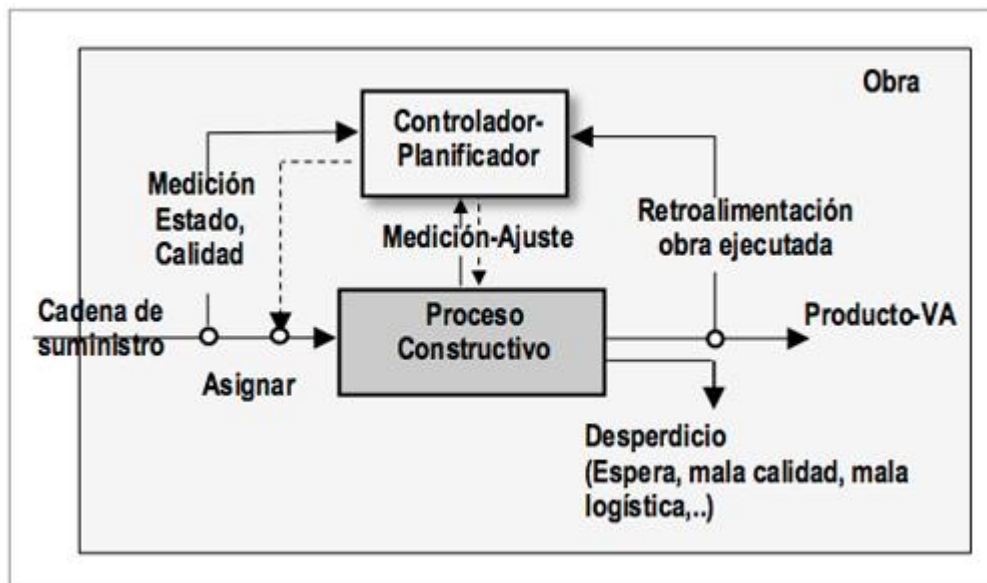 Obra
Controlador-
Planificador
Medición
Estado,
Calidad
Medición-Ajuste
Retroalimentación
obra ejecutada
Cadena de
suministro
Proceso
Constructivo
Producto-VA
Asignar
Desperdicio
(Espera, mala calidad, mala
logística,..)